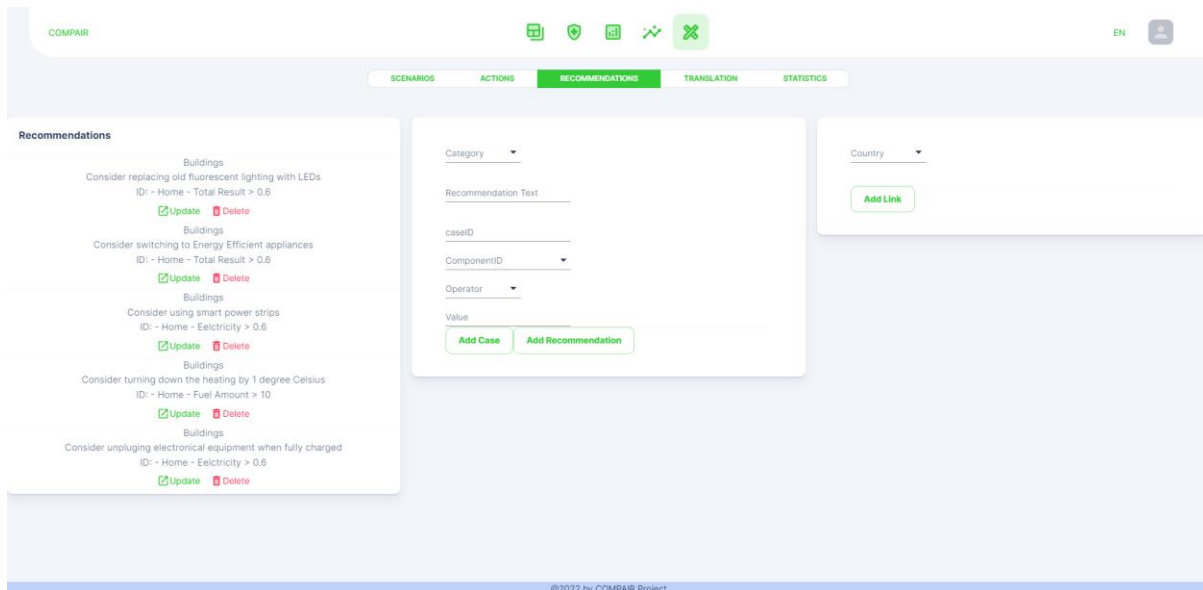 COMPAIR
EN
SCENARIOS ACTIONS RECOMMENDATIONS TRANSLATION STATISTICS
Recommendations
Buildings
Consider replacing old fluorescent lighting with LEDs
ID: - Home - Total Result > 0.6
Update Delete
Buildings
Consider switching to Energy Efficient appliances
ID: - Home - Total Result > 0.6
Update Delete
Buildings
Consider using smart power strips
ID: - Home - Eelctricity > 0.6
Update Delete
Buildings
Consider turning down the heating by 1 degree Celsius
ID: - Home - Fuel Amount > 10
Update Delete
Buildings
Consider unpluging electronical equipment when fully charged
ID: - Home - Eelctricity > 0.6
Update Delete
Category
Recommendation Text
caseID
ComponentID
Operator
Value
Add Case Add Recommendation
Country
Add Link
@2022 by COMPAIR Project